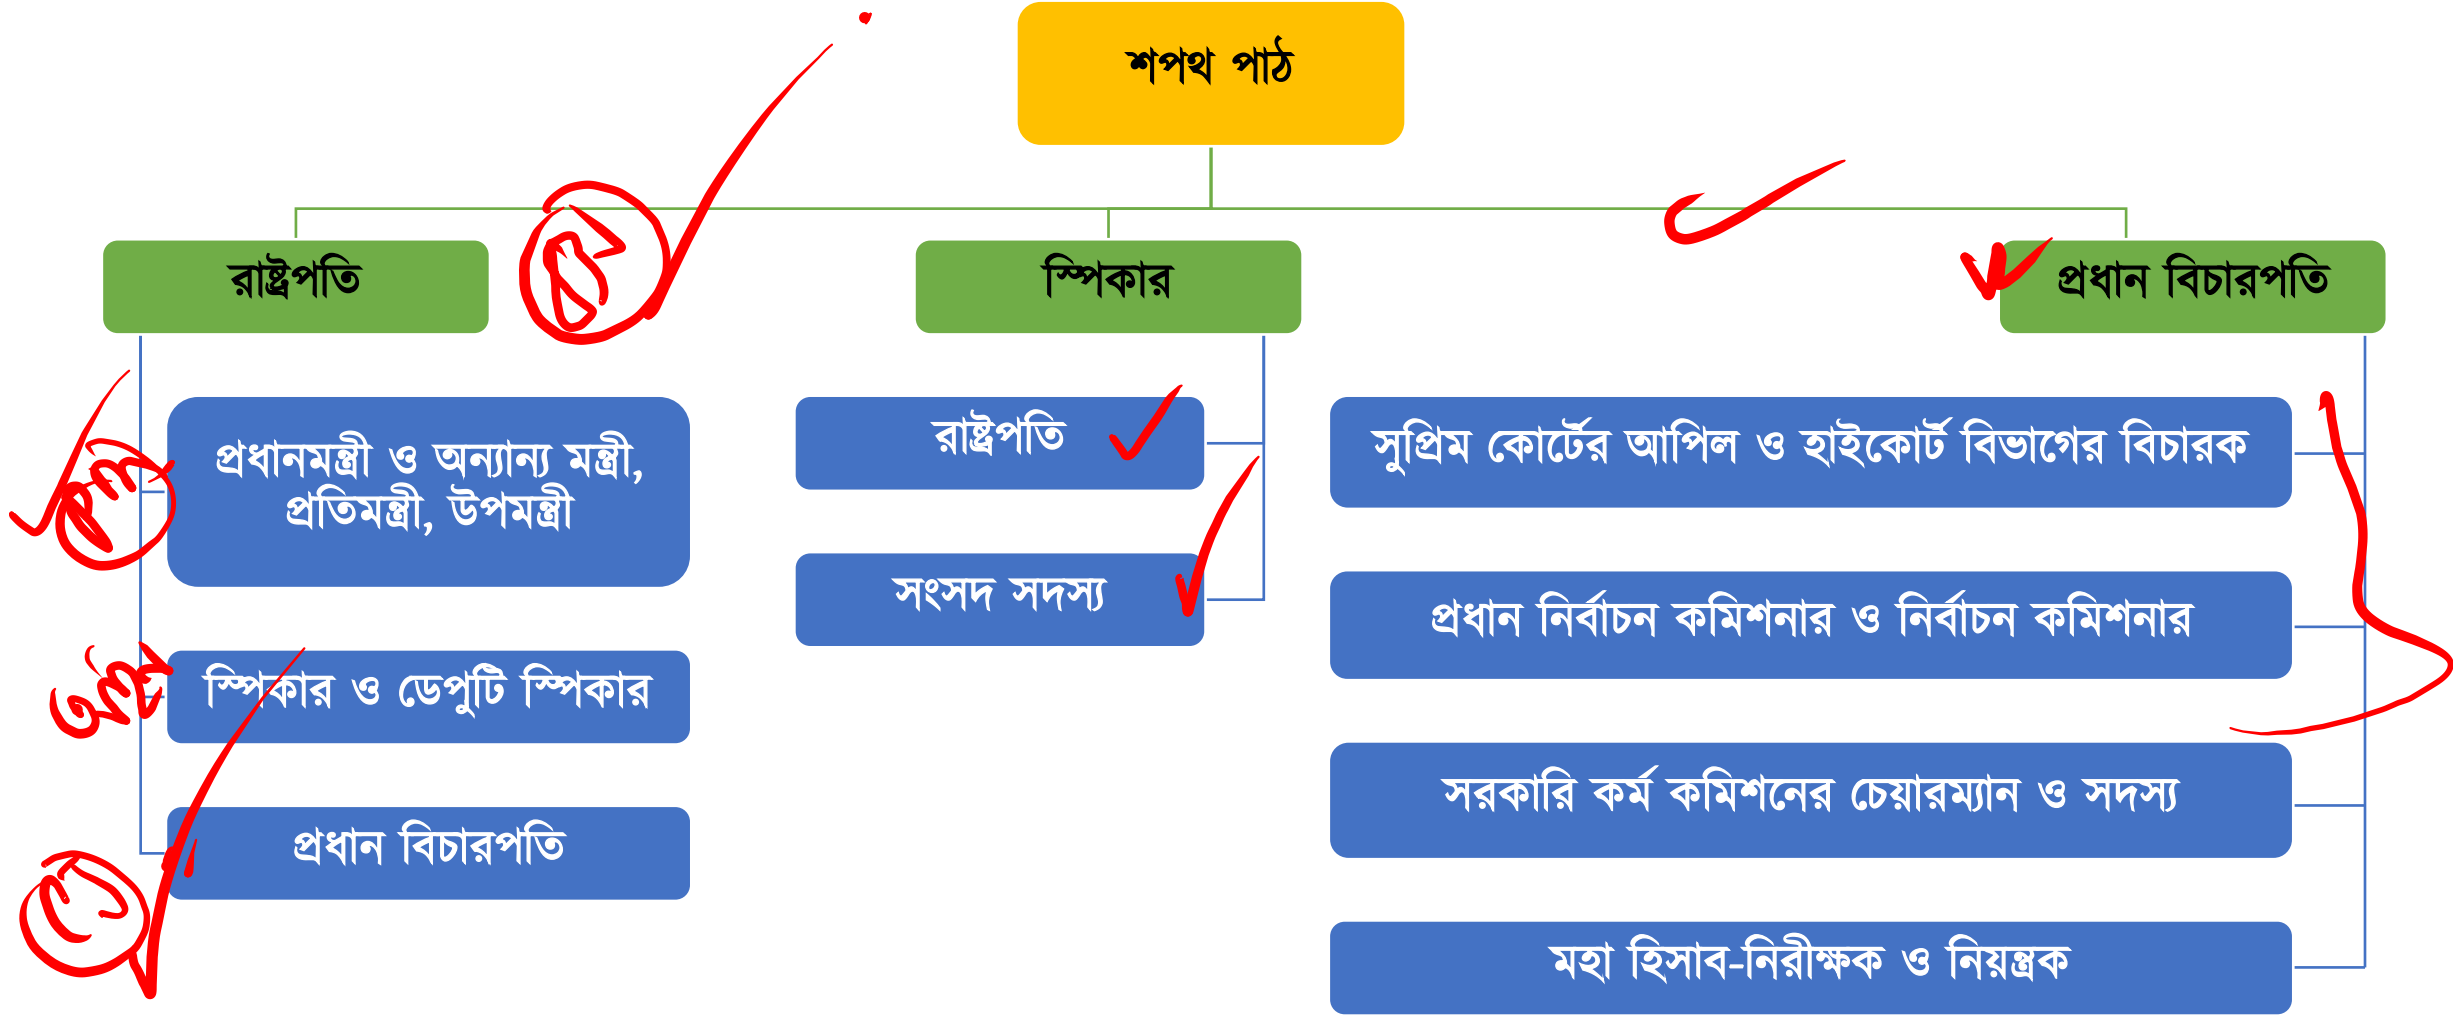 শপথ পাঠ
রাষ্ট্রপতি
স্পিকার
প্রধান বিচারপতি
প্রধানমন্ত্রী ও অন্যান্য মন্ত্রী,
প্রতিমন্ত্রী, উপমন্ত্রী
স্পিকার ও ডেপুটি স্পিকার
প্রধান বিচারপতি
রাষ্ট্রপতি
সংসদ সদস্য
সুপ্রিম কোর্টের আপিল ও হাইকোর্ট বিভাগের বিচারক
প্রধান নির্বাচন কমিশনার ও নির্বাচন কমিশনার
সরকারি কর্ম কমিশনের চেয়ারম্যান ও সদস্য
মহা হিসাব-নিরীক্ষক ও নিয়ন্ত্রক